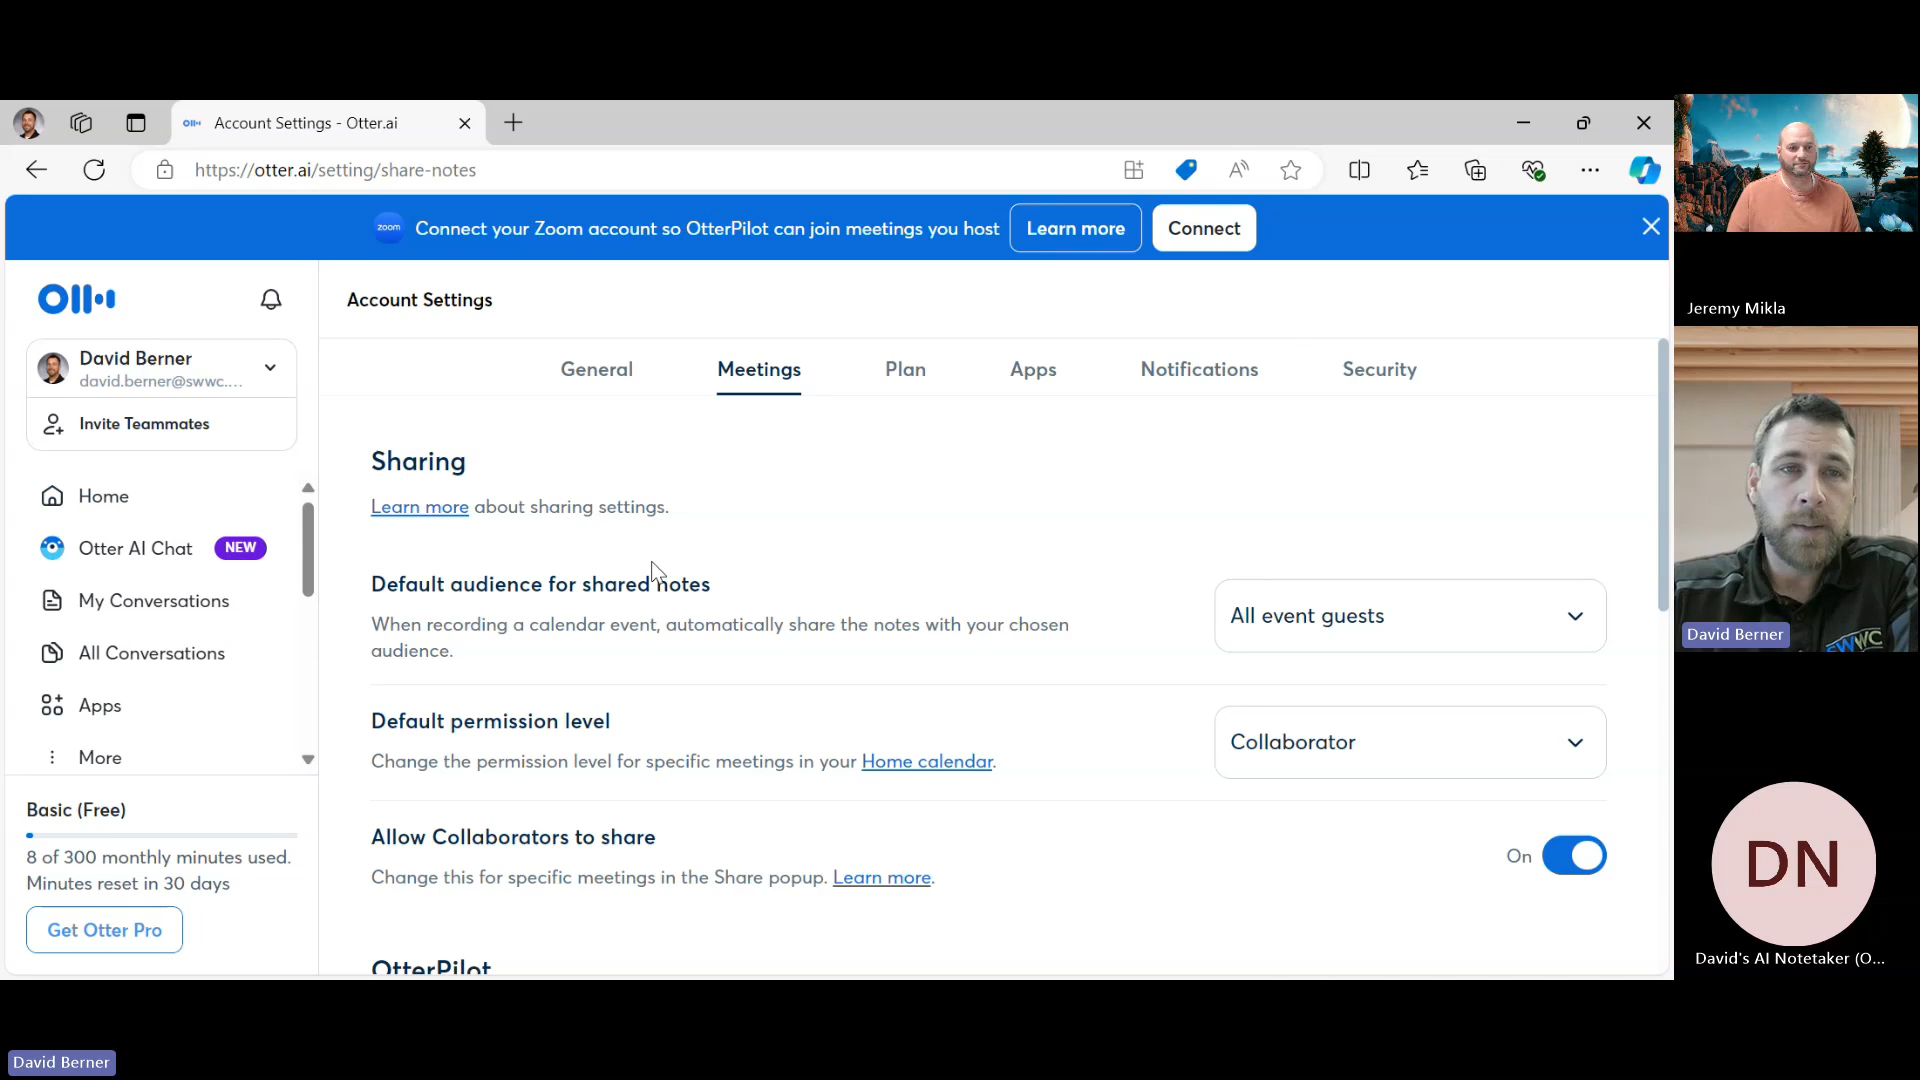 Account Settings - Otter.ai
https://otter.ai/setting/share-notes
zoom
Connect your Zoom account so OtterPilot can join meetings you host
Learn more
Connect
David Berner
david.berner@swwc....
Invite Teammates
Home
Otter AI Chat
NEW
My Conversations
All Conversations
Apps
More
Basic (Free)
8 of 300 monthly minutes used.
Minutes reset in 30 days
Get Otter Pro
Account Settings
General
Meetings
Plan
Apps
Notifications
Security
Sharing
Learn more about sharing settings.
Default audience for shared notes
When recording a calendar event, automatically share the notes with your chosen
audience.
All event guests
Default permission level
Change the permission level for specific meetings in your Home calendar.
Collaborator
Allow Collaborators to share
Change this for specific meetings in the Share popup. Learn more.
On
OtterPilot
Jeremy Mikla
David Berner
SWWC
DN
David's AI Notetaker (O...
David Berner